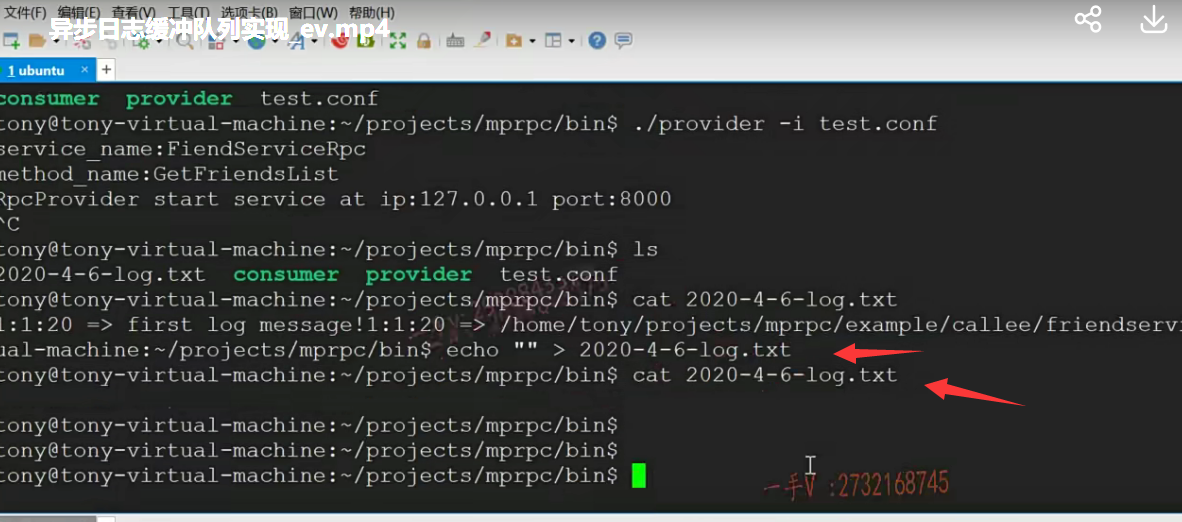 文件(F) 编辑(E) 查看(V) 工具(T) 选项卡(B) 窗口(W) 帮助(H)
异步日志缓冲队列实现_ev.mp4
1 ubuntu × +
consumer provider test.conf
tony@tony-virtual-machine:~/projects/mprpc/bin$ ./provider -i test.conf
service_name:FiendServiceRpc
method_name:GetFriendsList
RpcProvider start service at ip:127.0.0.1 port:8000
^C
tony@tony-virtual-machine:~/projects/mprpc/bin$ ls
2020-4-6-log.txt consumer provider test.conf
tony@tony-virtual-machine:~/projects/mprpc/bin$ cat 2020-4-6-log.txt
1:1:20 => first log message!1:1:20 => /home/tony/projects/mprpc/example/callee/friendservi
ual-machine:~/projects/mprpc/bin$ echo "" > 2020-4-6-log.txt
tony@tony-virtual-machine:~/projects/mprpc/bin$ cat 2020-4-6-log.txt
tony@tony-virtual-machine:~/projects/mprpc/bin$
tony@tony-virtual-machine:~/projects/mprpc/bin$
tony@tony-virtual-machine:~/projects/mprpc/bin$
一手V :2732168745